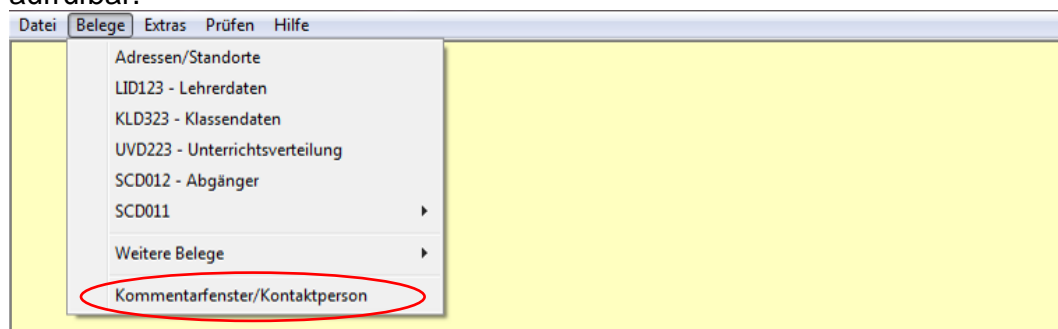 aufrufbar.
Datei Belege Extras Prüfen Hilfe
Adressen/Standorte
LID123 - Lehrerdaten
KLD323 - Klassendaten
UVD223 - Unterrichtsverteilung
SCD012 - Abgänger
SCD011
Weitere Belege
Kommentarfenster/Kontaktperson